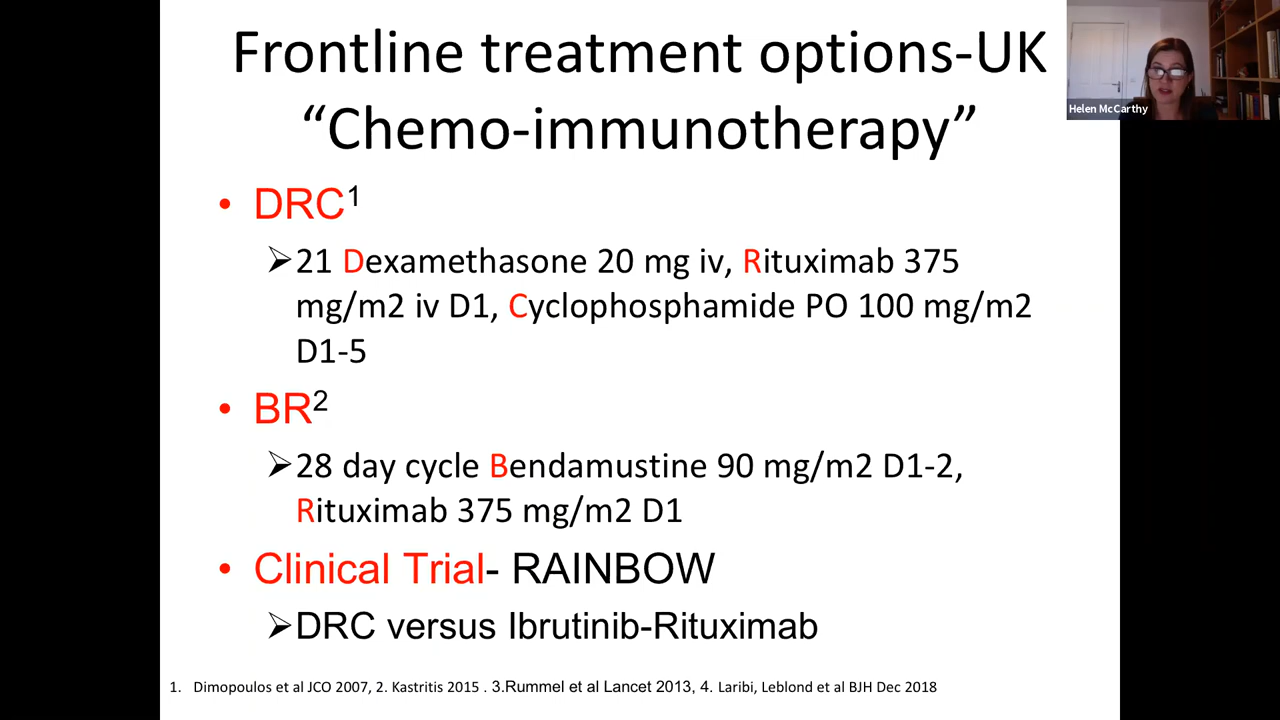 Frontline treatment options-UK
“Chemo-immunotherapy”
Helen McCarthy
• DRC1
➢21 Dexamethasone 20 mg iv, Rituximab 375
mg/m2 iv D1, Cyclophosphamide PO 100 mg/m2
D1-5
• BR2
➢28 day cycle Bendamustine 90 mg/m2 D1-2,
Rituximab 375 mg/m2 D1
• Clinical Trial- RAINBOW
➢DRC versus Ibrutinib-Rituximab
1. Dimopoulos et al JCO 2007, 2. Kastritis 2015 . 3.Rummel et al Lancet 2013, 4. Laribi, Leblond et al BJH Dec 2018